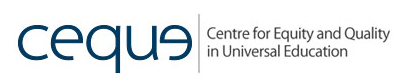 ceque
Centre for Equity and Quality
in Universal Education